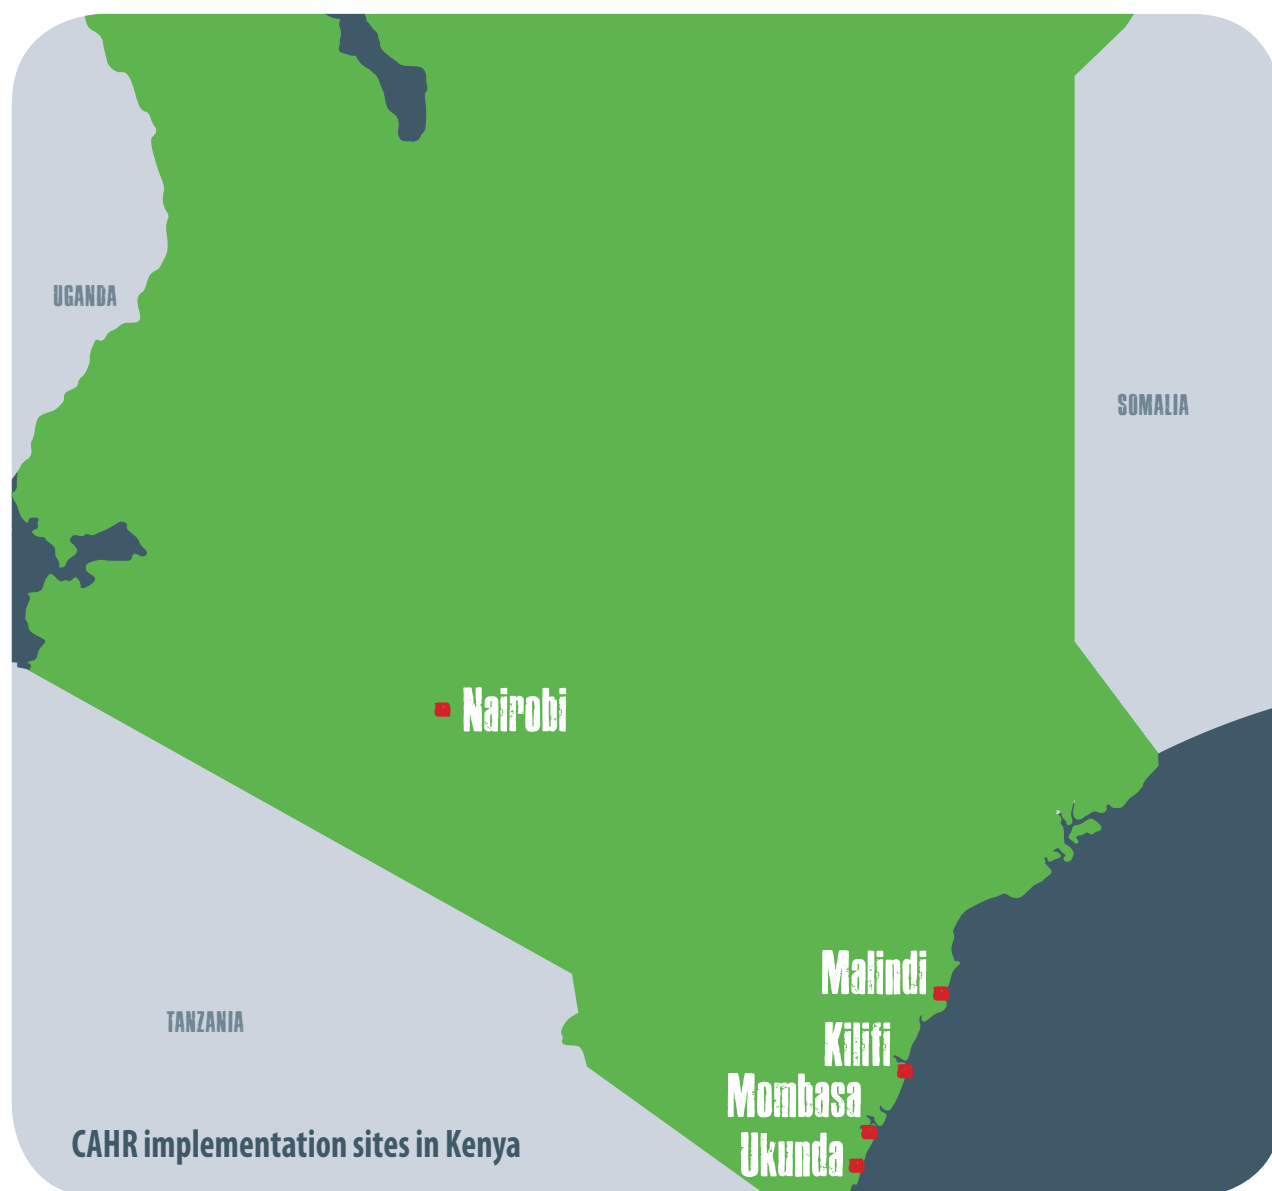 UGANDA
SOMALIA
Nairobi
Malindi
Kilifi
Mombasa
Ukunda
TANZANIA
CAHR implementation sites in Kenya